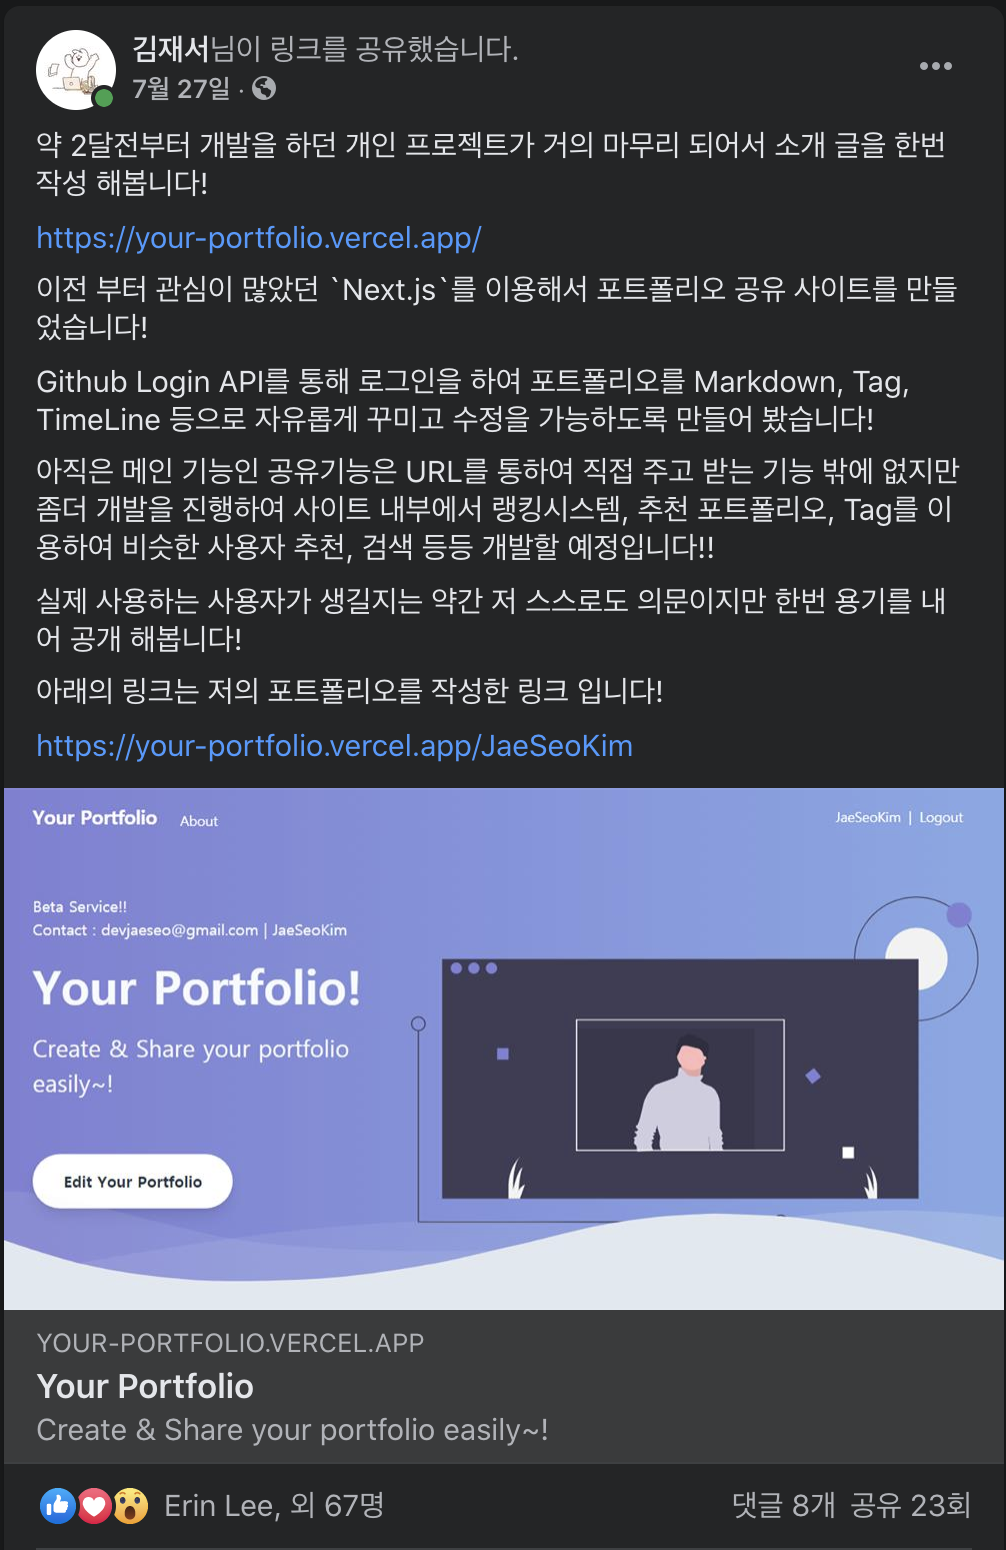 김재서님이 링크를 공유했습니다.
7월 27일 ·
약 2달전부터 개발을 하던 개인 프로젝트가 거의 마무리 되어서 소개 글을 한번
작성 해봅니다!
https://your-portfolio.vercel.app/
이전 부터 관심이 많았던 `Next.js`를 이용해서 포트폴리오 공유 사이트를 만들
었습니다!
Github Login API를 통해 로그인을 하여 포트폴리오를 Markdown, Tag,
TimeLine 등으로 자유롭게 꾸미고 수정을 가능하도록 만들어 봤습니다!
아직은 메인 기능인 공유기능은 URL를 통하여 직접 주고 받는 기능 밖에 없지만
좀더 개발을 진행하여 사이트 내부에서 랭킹시스템, 추천 포트폴리오, Tag를 이
용하여 비슷한 사용자 추천, 검색 등등 개발할 예정입니다!!
실제 사용하는 사용자가 생길지는 약간 저 스스로도 의문이지만 한번 용기를 내
어 공개 해봅니다!
아래의 링크는 저의 포트폴리오를 작성한 링크 입니다!
https://your-portfolio.vercel.app/JaeSeoKim
Your Portfolio About JaeSeoKim | Logout
Beta Service!!
Contact : devjaeseo@gmail.com | JaeSeoKim
Your Portfolio!
Create & Share your portfolio
easily~!
Edit Your Portfolio
YOUR-PORTFOLIO.VERCEL.APP
Your Portfolio
Create & Share your portfolio easily~!
Erin Lee, 외 67명 댓글 8개 공유 23회